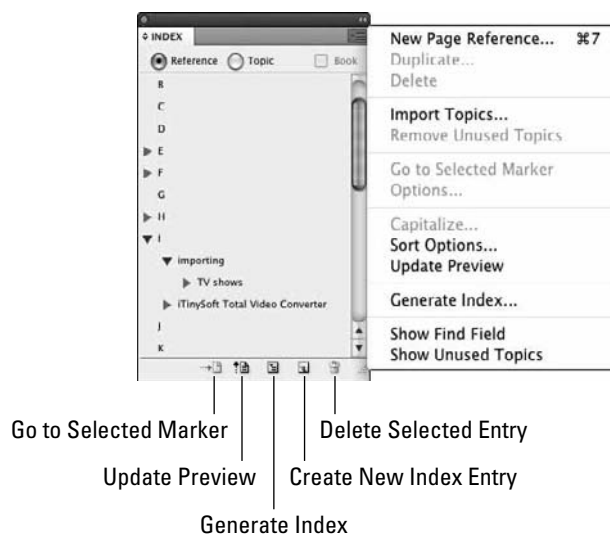 INDEX
Reference Topic Book
B
C
D
E
F
G
H
I
importing
TV shows
iTinySoft Total Video Converter
J
K
New Page Reference... ⌘7
Duplicate...
Delete
Import Topics...
Remove Unused Topics
Go to Selected Marker
Options...
Capitalize...
Sort Options...
Update Preview
Generate Index...
Show Find Field
Show Unused Topics
Go to Selected Marker
Delete Selected Entry
Update Preview
Create New Index Entry
Generate Index